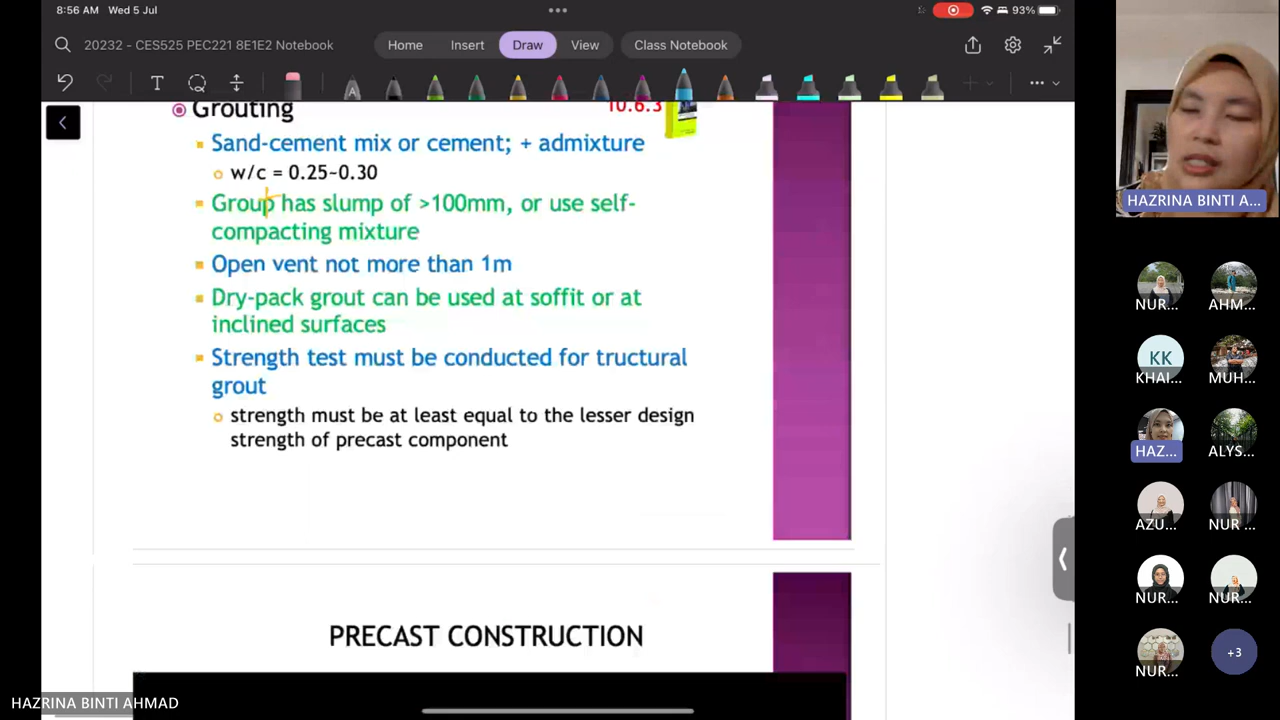 8:56 AM Wed 5 Jul
93%
20232 - CES525 PEC221 8E1E2 Notebook
Home Insert Draw View Class Notebook
Grouting
10.6.3
Sand-cement mix or cement; + admixture
w/c = 0.25~0.30
Group has slump of >100mm, or use self-
compacting mixture
Open vent not more than 1m
Dry-pack grout can be used at soffit or at
inclined surfaces
Strength test must be conducted for tructural
grout
strength must be at least equal to the lesser design
strength of precast component
PRECAST CONSTRUCTION
HAZRINA BINTI AHMAD
HAZRINA BINTI A...
NUR... AHM...
KK
KHAI... MUH...
HAZ... ALYS...
AZU... NUR ...
NUR... NUR...
NUR...
+3